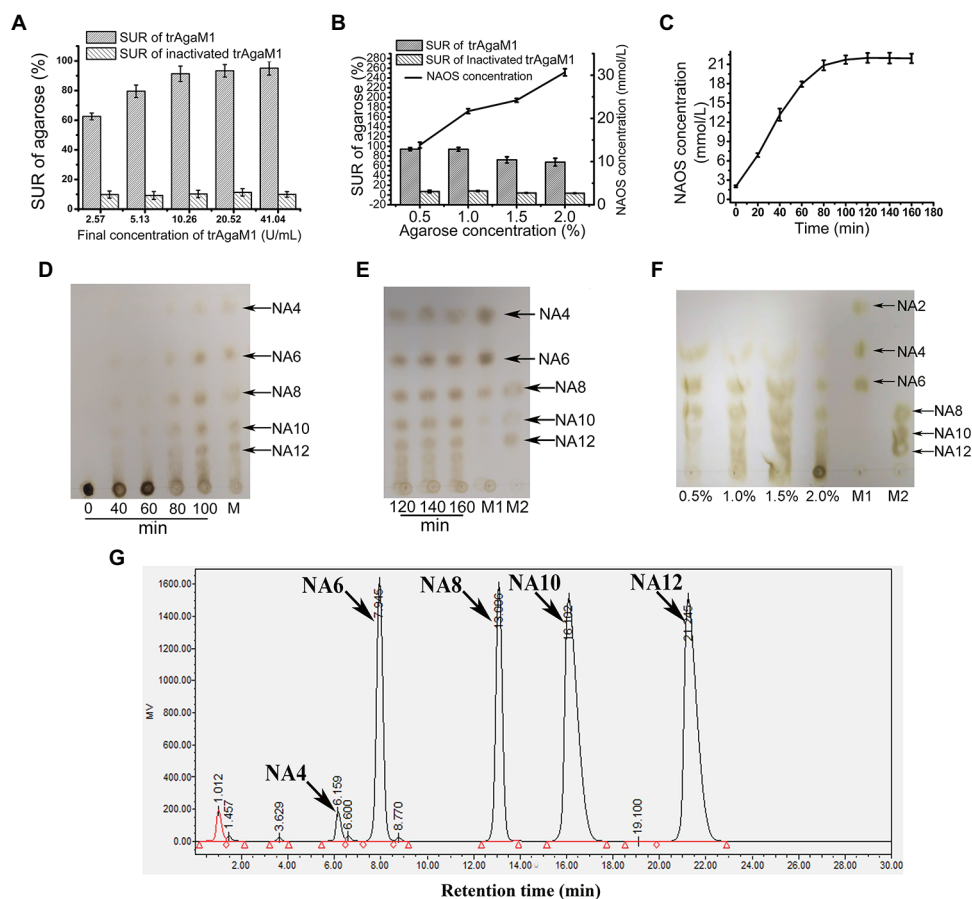 A
SUR of trAgaM1
SUR of inactivated trAgaM1
SUR of agarose (%)
100
80
60
40
20
0
2.57 5.13 10.26 20.52 41.04
Final concentration of trAgaM1 (U/mL)
B
SUR of trAgaM1
SUR of Inactivated trAgaM1
NAOS concentration
SUR of agarose (%)
280
260
240
220
200
180
160
140
120
100
80
60
40
20
0
-20
30
20
10
0
NAOS concentration (mmol/L)
0.5 1.0 1.5 2.0
Agarose concentration (%)
C
NAOS concentration
(mmol/L)
21
18
15
12
9
6
3
0
0 20 40 60 80 100 120 140 160 180
Time (min)
D
NA4
NA6
NA8
NA10
NA12
0 40 60 80 100 M
min
E
NA4
NA6
NA8
NA10
NA12
120 140 160 M1 M2
min
F
NA2
NA4
NA6
NA8
NA10
NA12
0.5% 1.0% 1.5% 2.0% M1 M2
G
MV
1600.00
1400.00
1200.00
1000.00
800.00
600.00
400.00
200.00
0.00
NA4
NA6
NA8
NA10
NA12
1.012
1.457
3.629
6.159
6.600
7.945
8.770
16.102
19.100
21.245
2.00 4.00 6.00 8.00 10.00 12.00 14.00 16.00 18.00 20.00 22.00 24.00 26.00 28.00 30.00
Retention time (min)